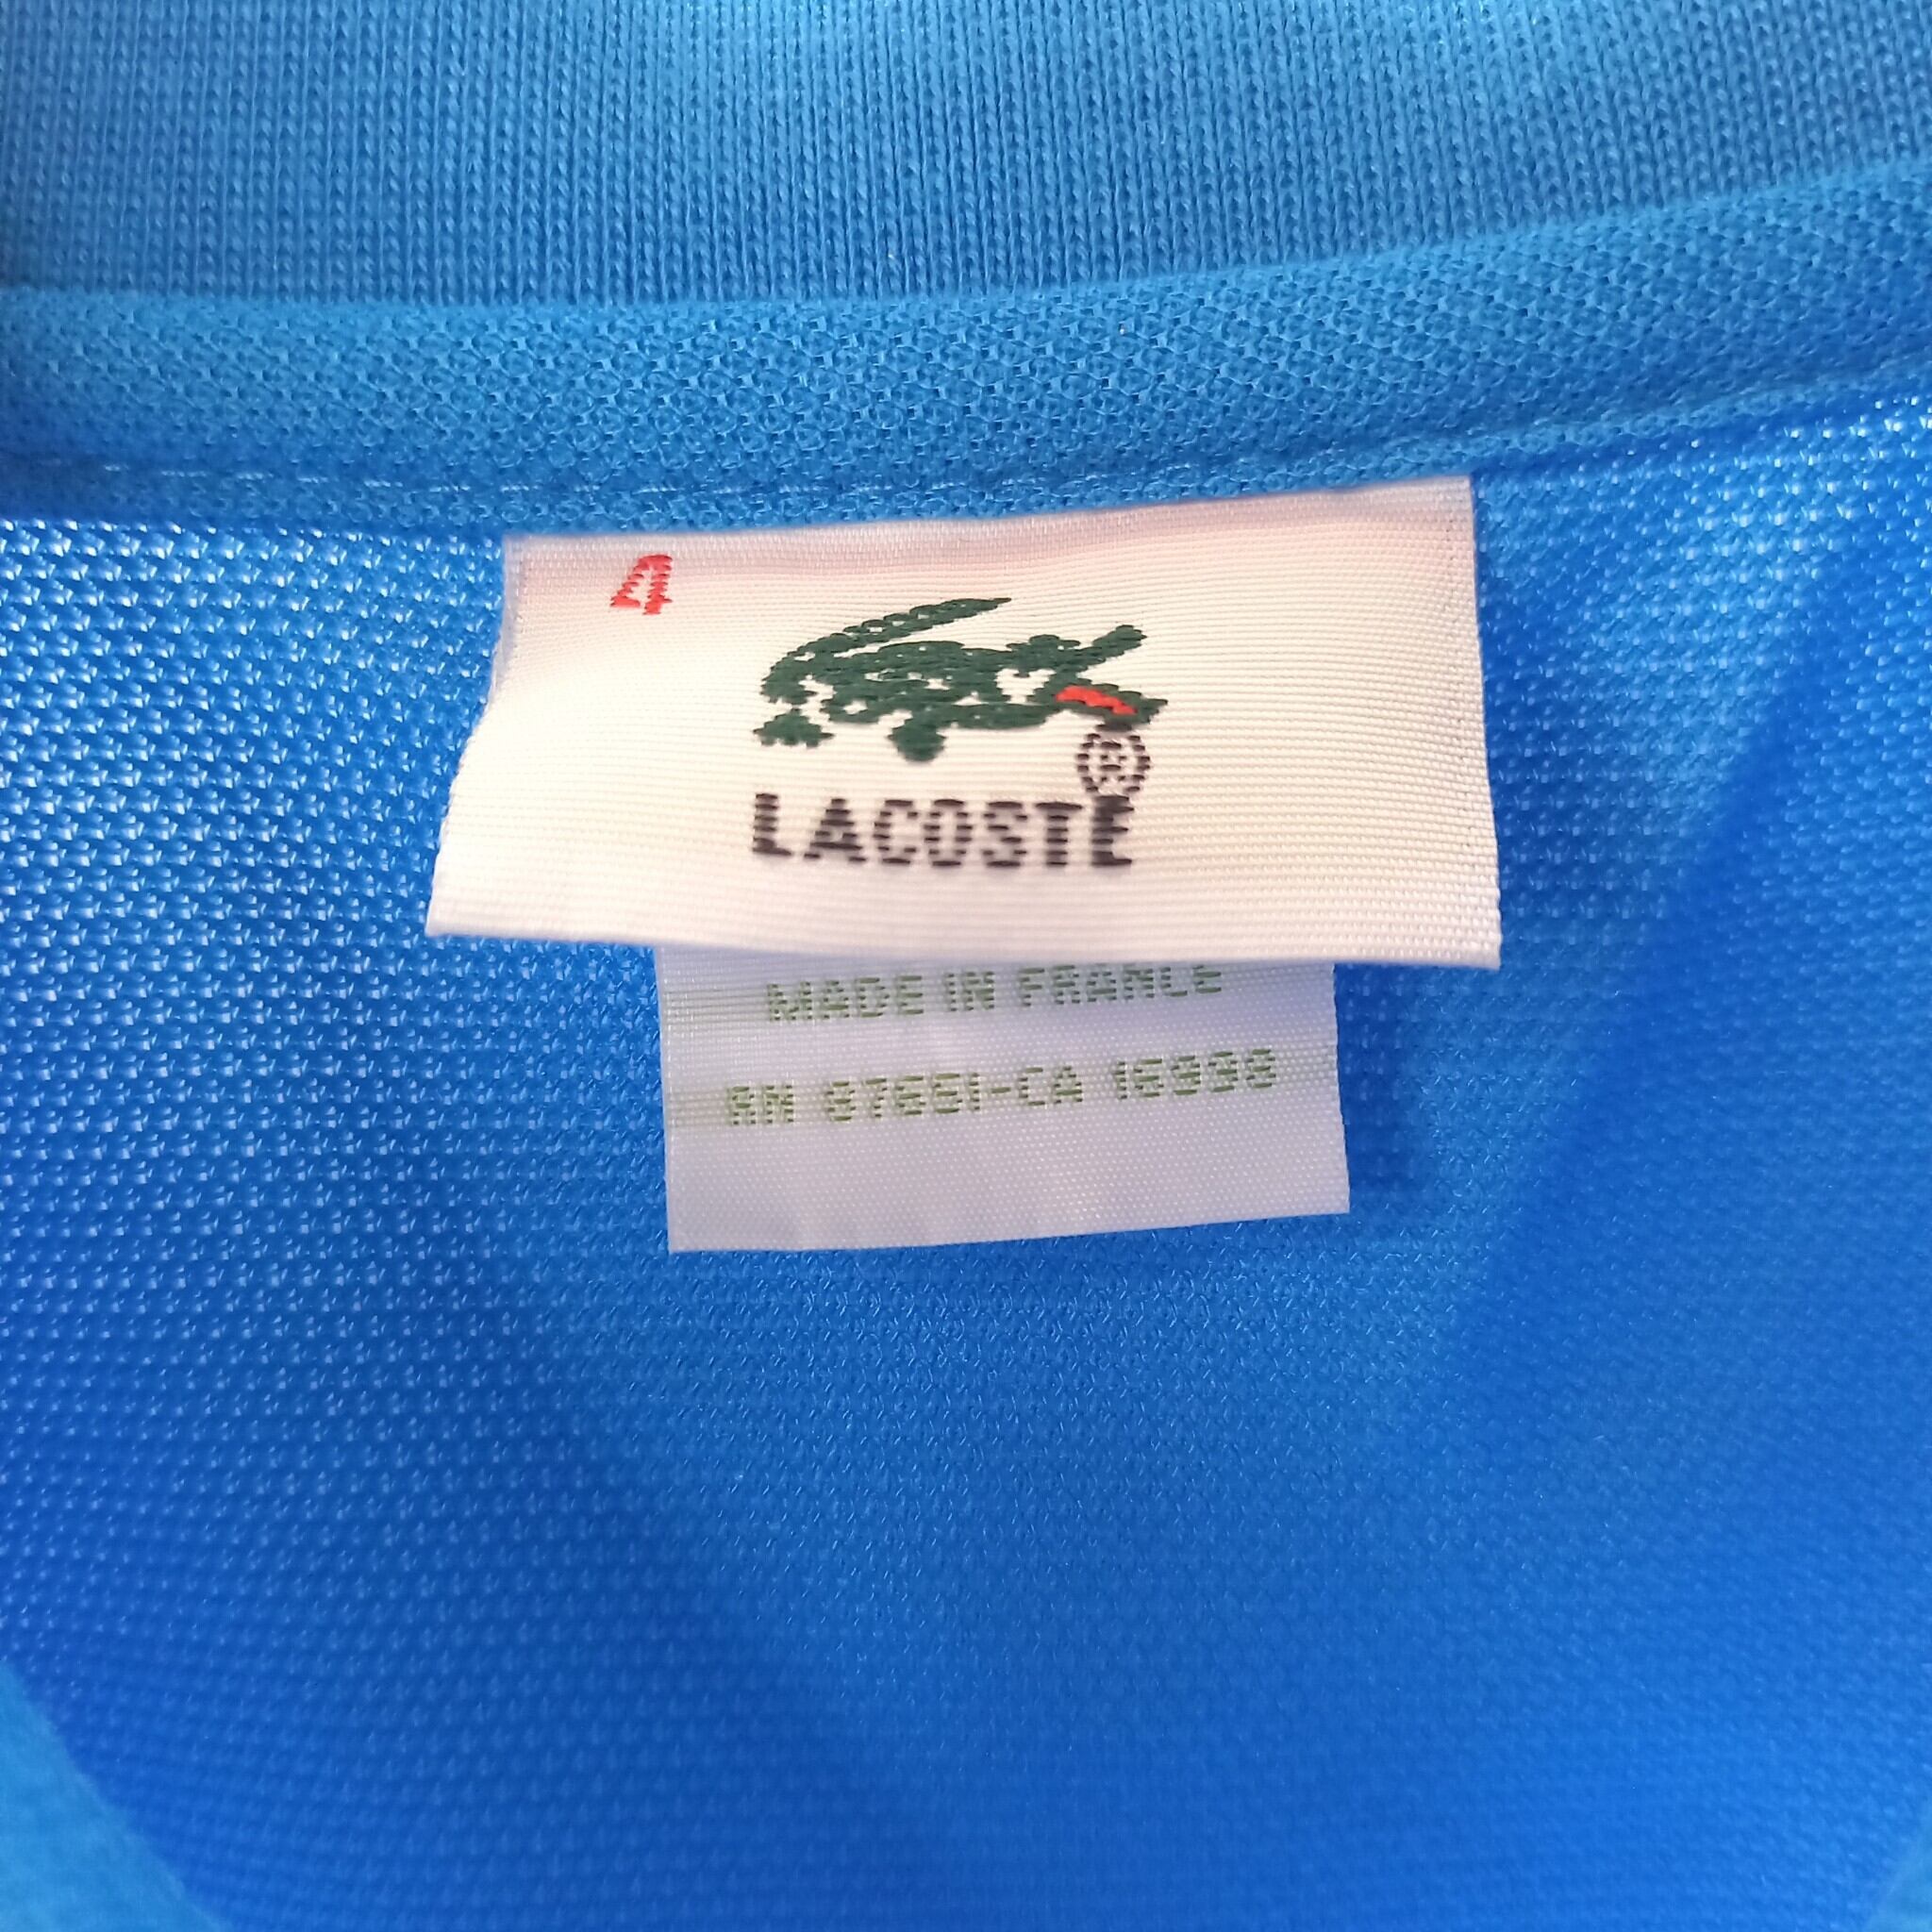 4
LACOSTE®
MADE IN FRANCE
RN 87661-CA 16998